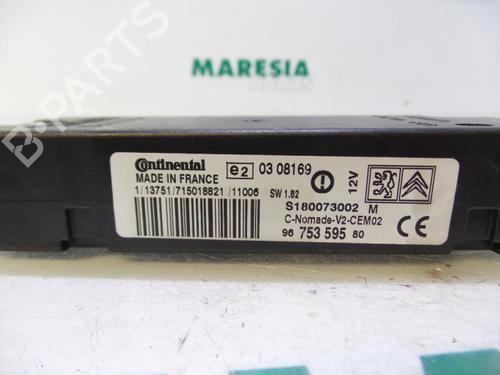 MARESIA
B-PARTS
Continental
MADE IN FRANCE
e2 03 08169
12V
1/13751/715018821/11006
SW 1.82
S180073002 M
C-Nomade-V2-CEM02
96 753 595 80
CE